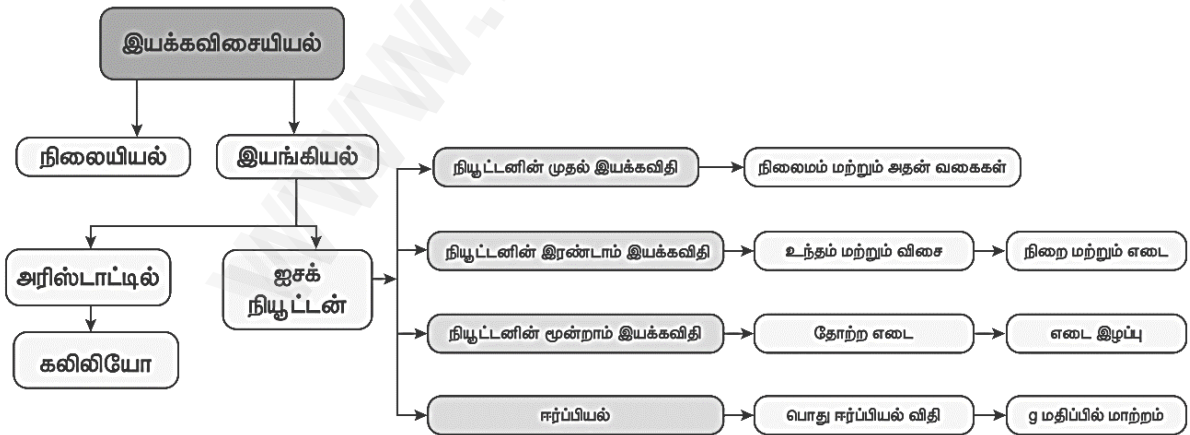 இயக்கவிசையியல்
நிலையியல்
இயங்கியல்
அரிஸ்டாட்டில்
கலிலியோ
ஐசக்
நியூட்டன்
நியூட்டனின் முதல் இயக்கவிதி
நிலைமம் மற்றும் அதன் வகைகள்
நியூட்டனின் இரண்டாம் இயக்கவிதி
உந்தம் மற்றும் விசை
நிறை மற்றும் எடை
நியூட்டனின் மூன்றாம் இயக்கவிதி
தோற்ற எடை
எடை இழப்பு
ஈர்ப்பியல்
பொது ஈர்ப்பியல் விதி
g மதிப்பில் மாற்றம்
www.